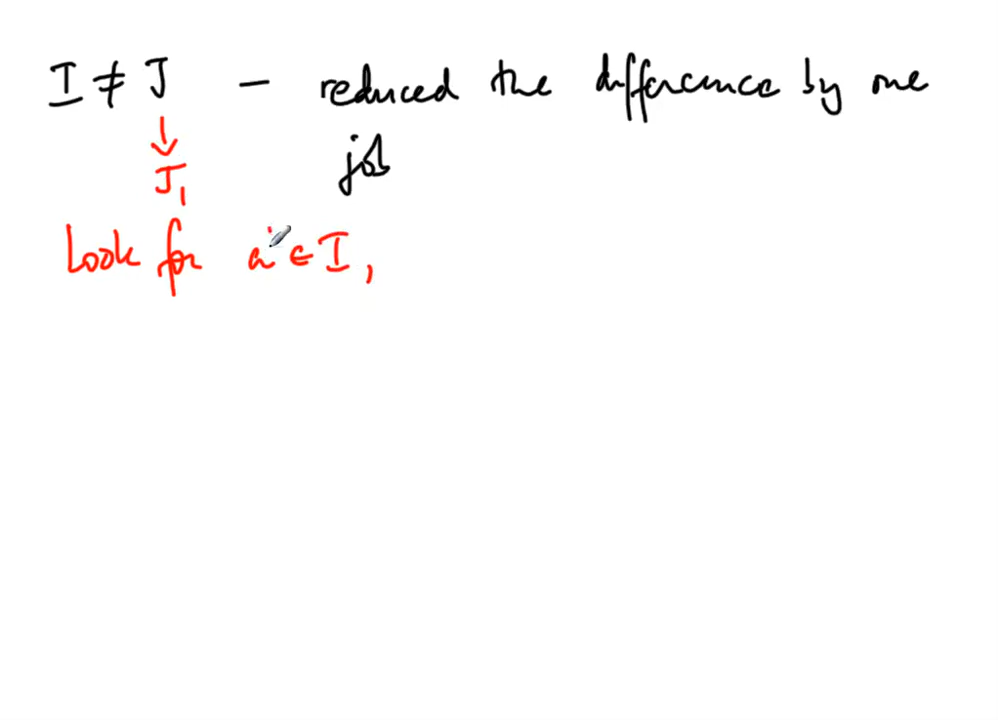 I ≠ J - reduced the difference by one
job
↓
J₁
Look for a' ∈ I,